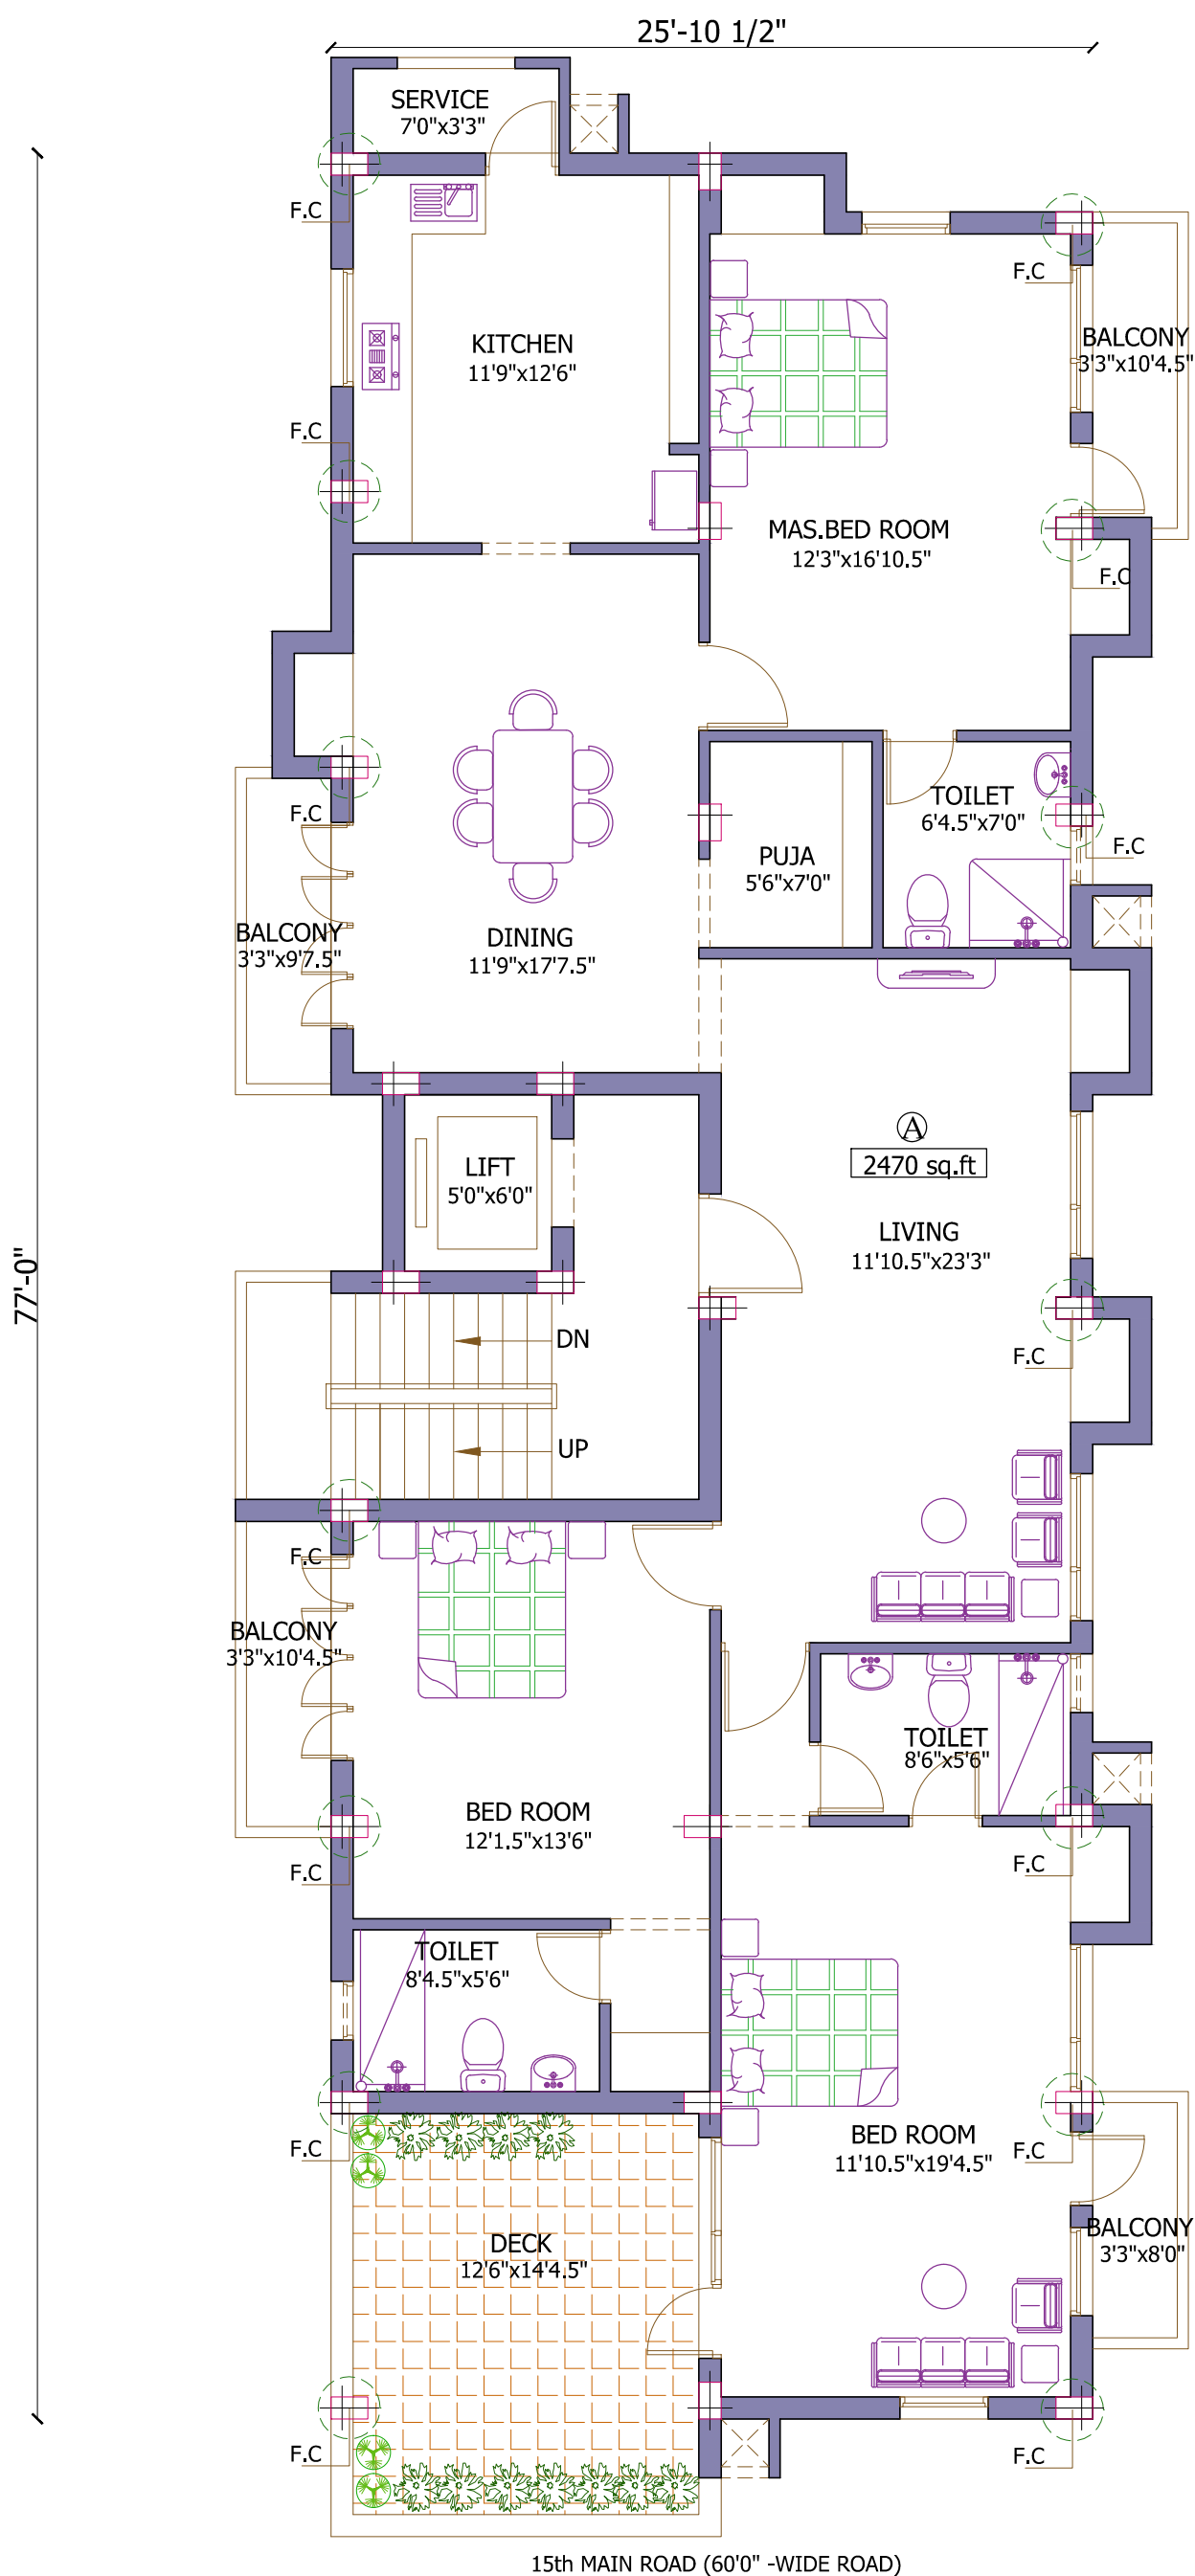 25'-10 1/2"
SERVICE
7'0"x3'3"
F.C
F.C
KITCHEN
11'9"x12'6"
BALCONY
3'3"x10'4.5"
F.C
MAS.BED ROOM
12'3"x16'10.5"
F.C
TOILET
6'4.5"x7'0"
F.C
F.C
PUJA
5'6"x7'0"
BALCONY
3'3"x9'7.5"
DINING
11'9"x17'7.5"
A
2470 sq.ft
LIFT
5'0"x6'0"
LIVING
11'10.5"x23'3"
77'-0"
DN
F.C
UP
F.C
BALCONY
3'3"x10'4.5"
TOILET
8'6"x5'6"
BED ROOM
12'1.5"x13'6"
F.C
F.C
TOILET
8'4.5"x5'6"
BED ROOM
11'10.5"x19'4.5"
F.C
F.C
BALCONY
3'3"x8'0"
DECK
12'6"x14'4.5"
F.C
F.C
15th MAIN ROAD (60'0" -WIDE ROAD)